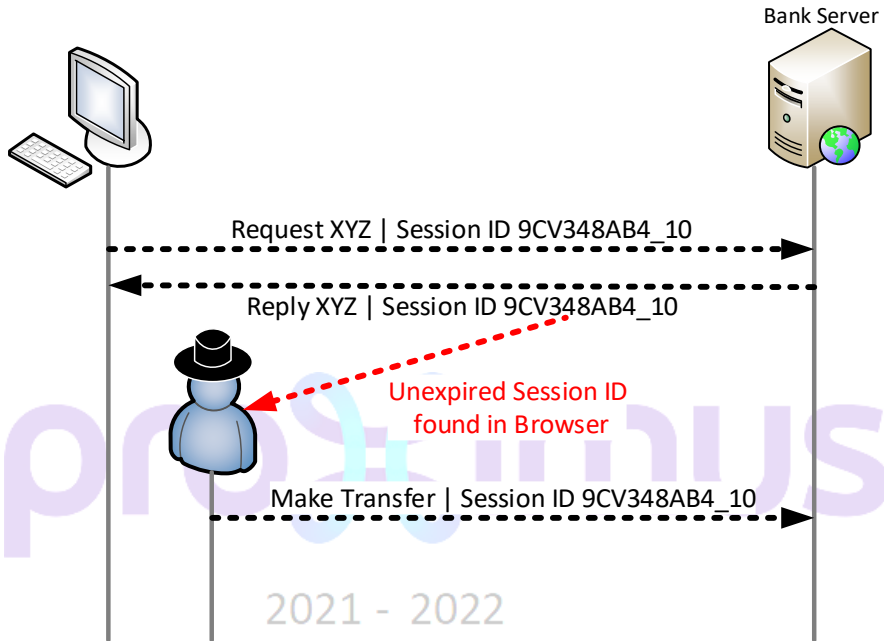 Bank Server
Request XYZ | Session ID 9CV348AB4_10
Reply XYZ | Session ID 9CV348AB4_10
Unexpired Session ID
found in Browser
proximus
Make Transfer | Session ID 9CV348AB4_10
2021 - 2022